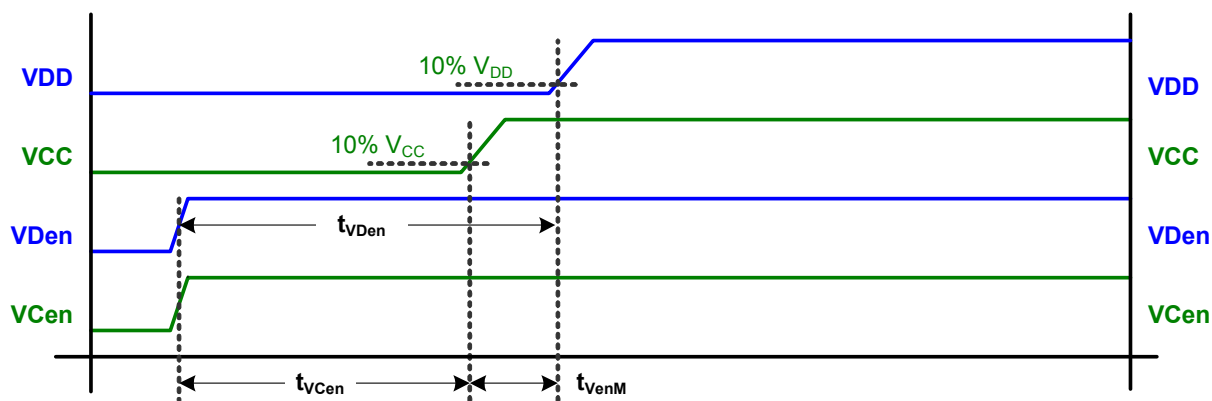 10% VDD
VDD
VDD
10% VCC
VCC
VCC
tVDen
VDen
VDen
VCen
VCen
tVCen
tVenM